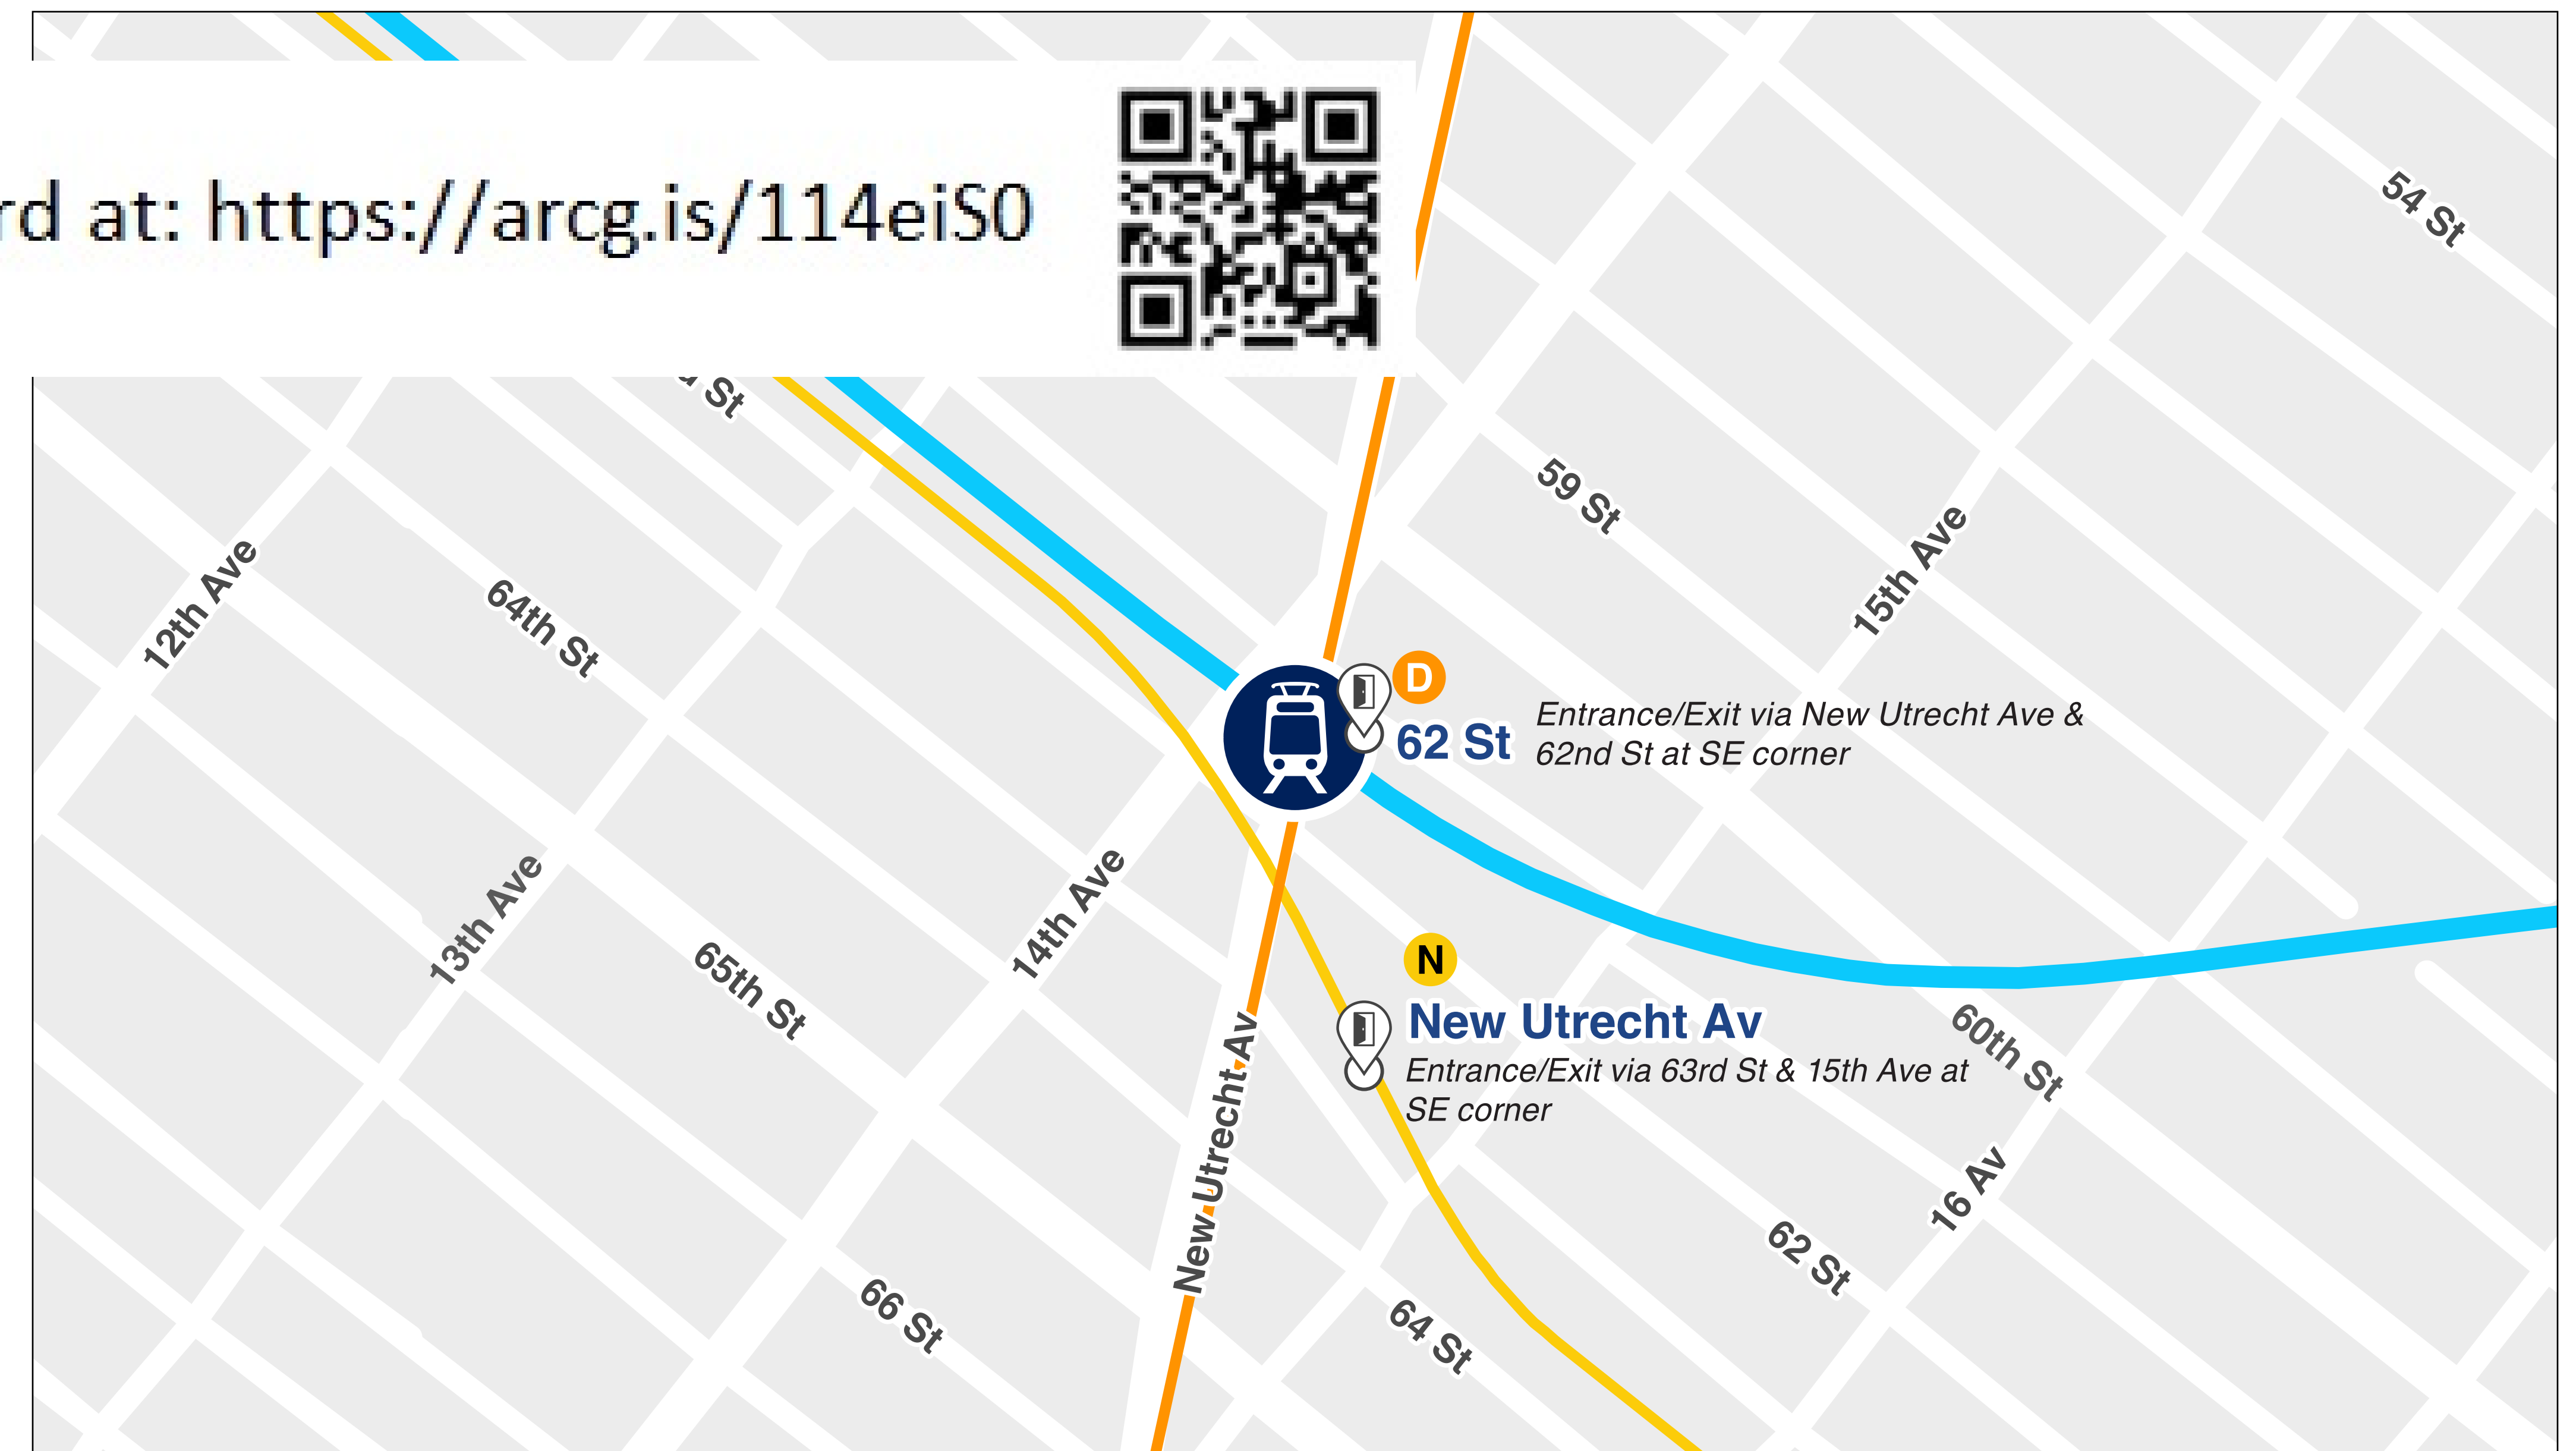 rd at: https://arcg.is/114eiS0
54 St
St
59 St
12th Ave
64th St
15th Ave
D
62 St
Entrance/Exit via New Utrecht Ave &
62nd St at SE corner
13th Ave
65th St
14th Ave
N
New Utrecht Av
Entrance/Exit via 63rd St & 15th Ave at
SE corner
60th St
New Utrecht Av
16 Av
62 St
66 St
64 St